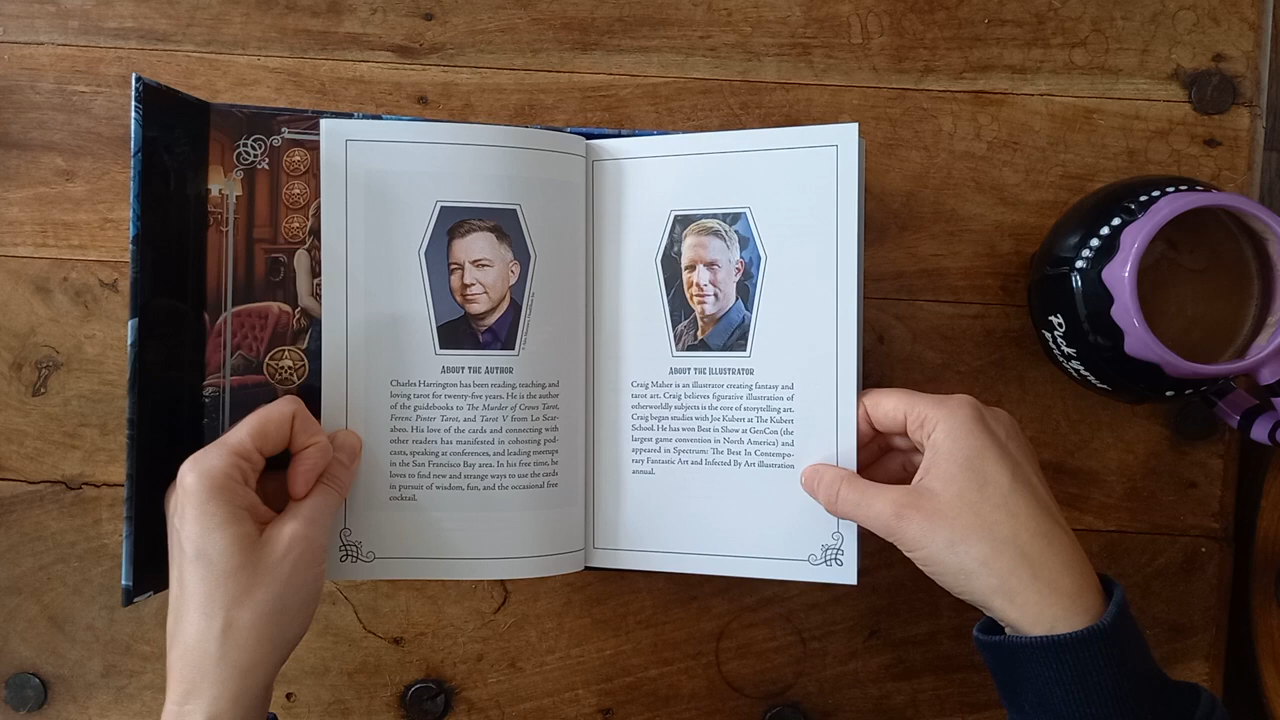 About the Author
Charles Harrington has been reading, teaching, and
loving tarot for twenty-five years. He is the author
of the guidebooks to The Murder of Crows Tarot,
Ferenc Pinter Tarot, and Tarot V from Lo Scar-
abeo. His love of the cards and connecting with
other readers has manifested in cohosting pod-
casts, speaking at conferences, and leading meetups
in the San Francisco Bay area. In his free time, he
loves to find new and strange ways to use the cards
in pursuit of wisdom, fun, and the occasional free
cocktail.
About the Illustrator
Craig Maher is an illustrator creating fantasy and
tarot art. Craig believes figurative illustration of
otherworldly subjects is the core of storytelling art.
Craig began studies with Joe Kubert at The Kubert
School. He has won Best in Show at GenCon (the
largest game convention in North America) and
appeared in Spectrum: The Best In Contempo-
rary Fantastic Art and Infected By Art illustration
annual.
Pick your